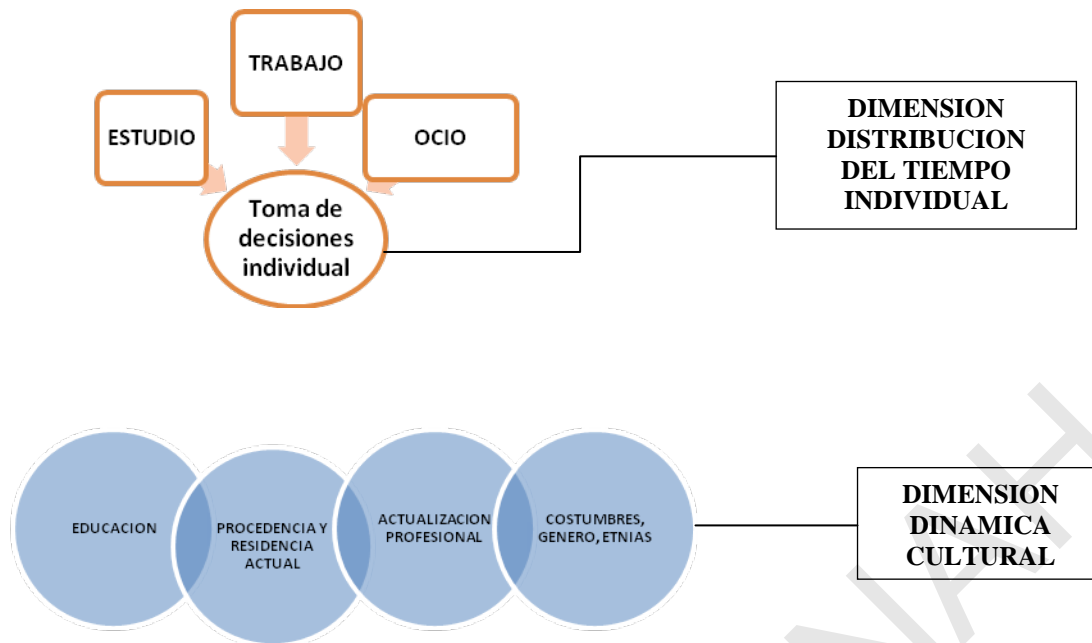 TRABAJO
ESTUDIO
OCIO
Toma de
decisiones
individual
DIMENSION
DISTRIBUCION
DEL TIEMPO
INDIVIDUAL
EDUCACION
PROCEDENCIA Y
RESIDENCIA
ACTUAL
ACTUALIZACION
PROFESIONAL
COSTUMBRES,
GENERO, ETNIAS
DIMENSION
DINAMICA
CULTURAL